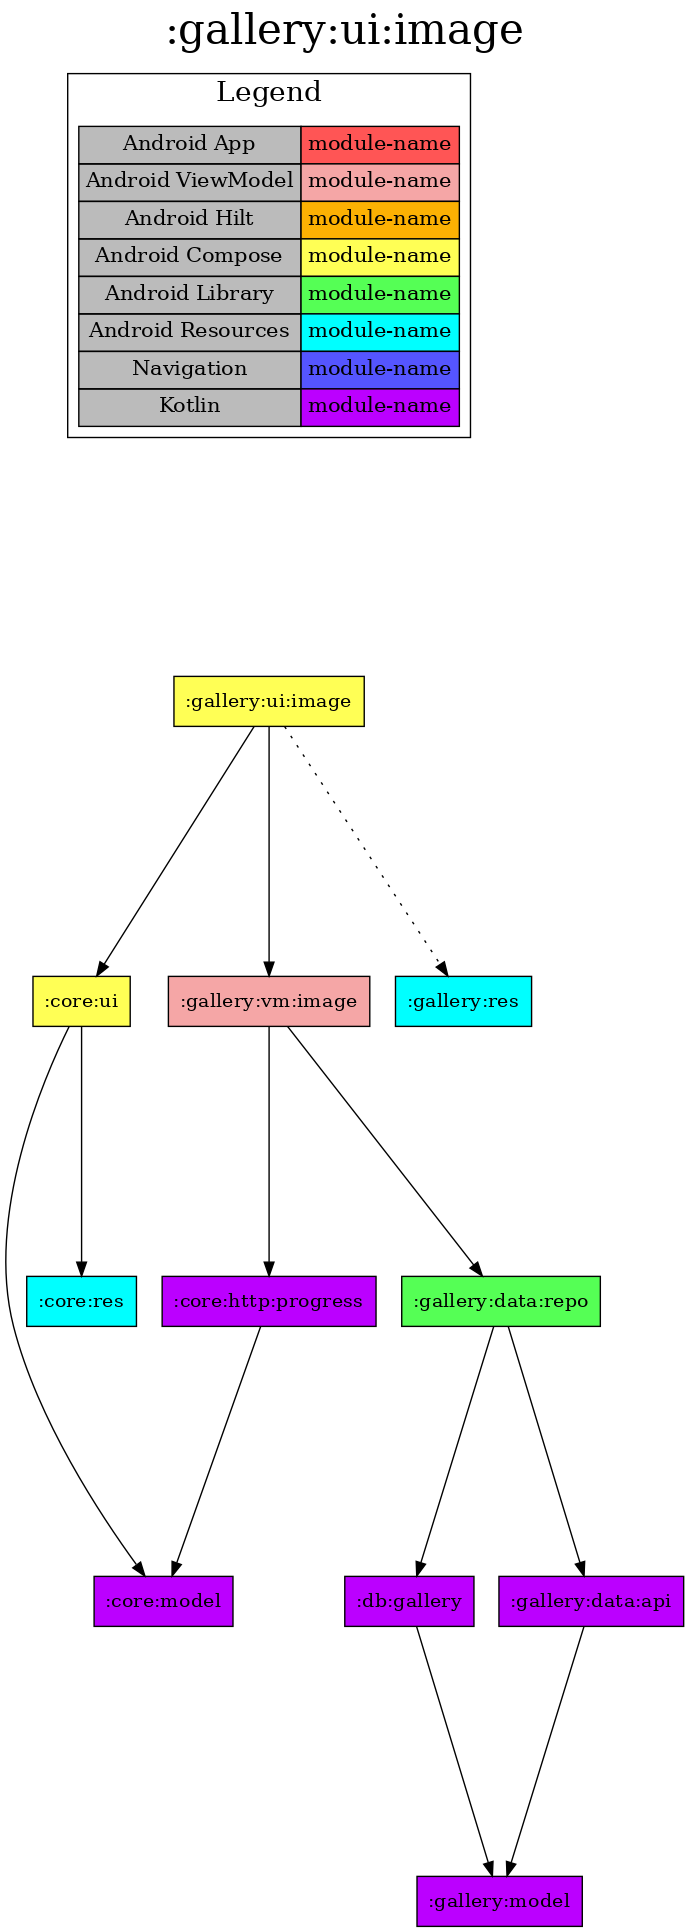 :gallery:ui:image
Legend
Android App module-name
Android ViewModel module-name
Android Hilt module-name
Android Compose module-name
Android Library module-name
Android Resources module-name
Navigation module-name
Kotlin module-name
:gallery:ui:image
:core:ui :gallery:vm:image :gallery:res
:core:res :core:http:progress :gallery:data:repo
:core:model :db:gallery :gallery:data:api
:gallery:model